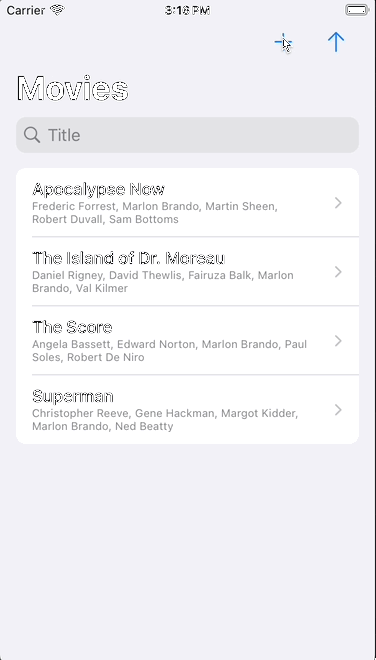 Carrier 3:16 PM
Movies
Title
Apocalypse Now
Frederic Forrest, Marlon Brando, Martin Sheen,
Robert Duvall, Sam Bottoms
The Island of Dr. Moreau
Daniel Rigney, David Thewlis, Fairuza Balk, Marlon
Brando, Val Kilmer
The Score
Angela Bassett, Edward Norton, Marlon Brando, Paul
Soles, Robert De Niro
Superman
Christopher Reeve, Gene Hackman, Margot Kidder,
Marlon Brando, Ned Beatty